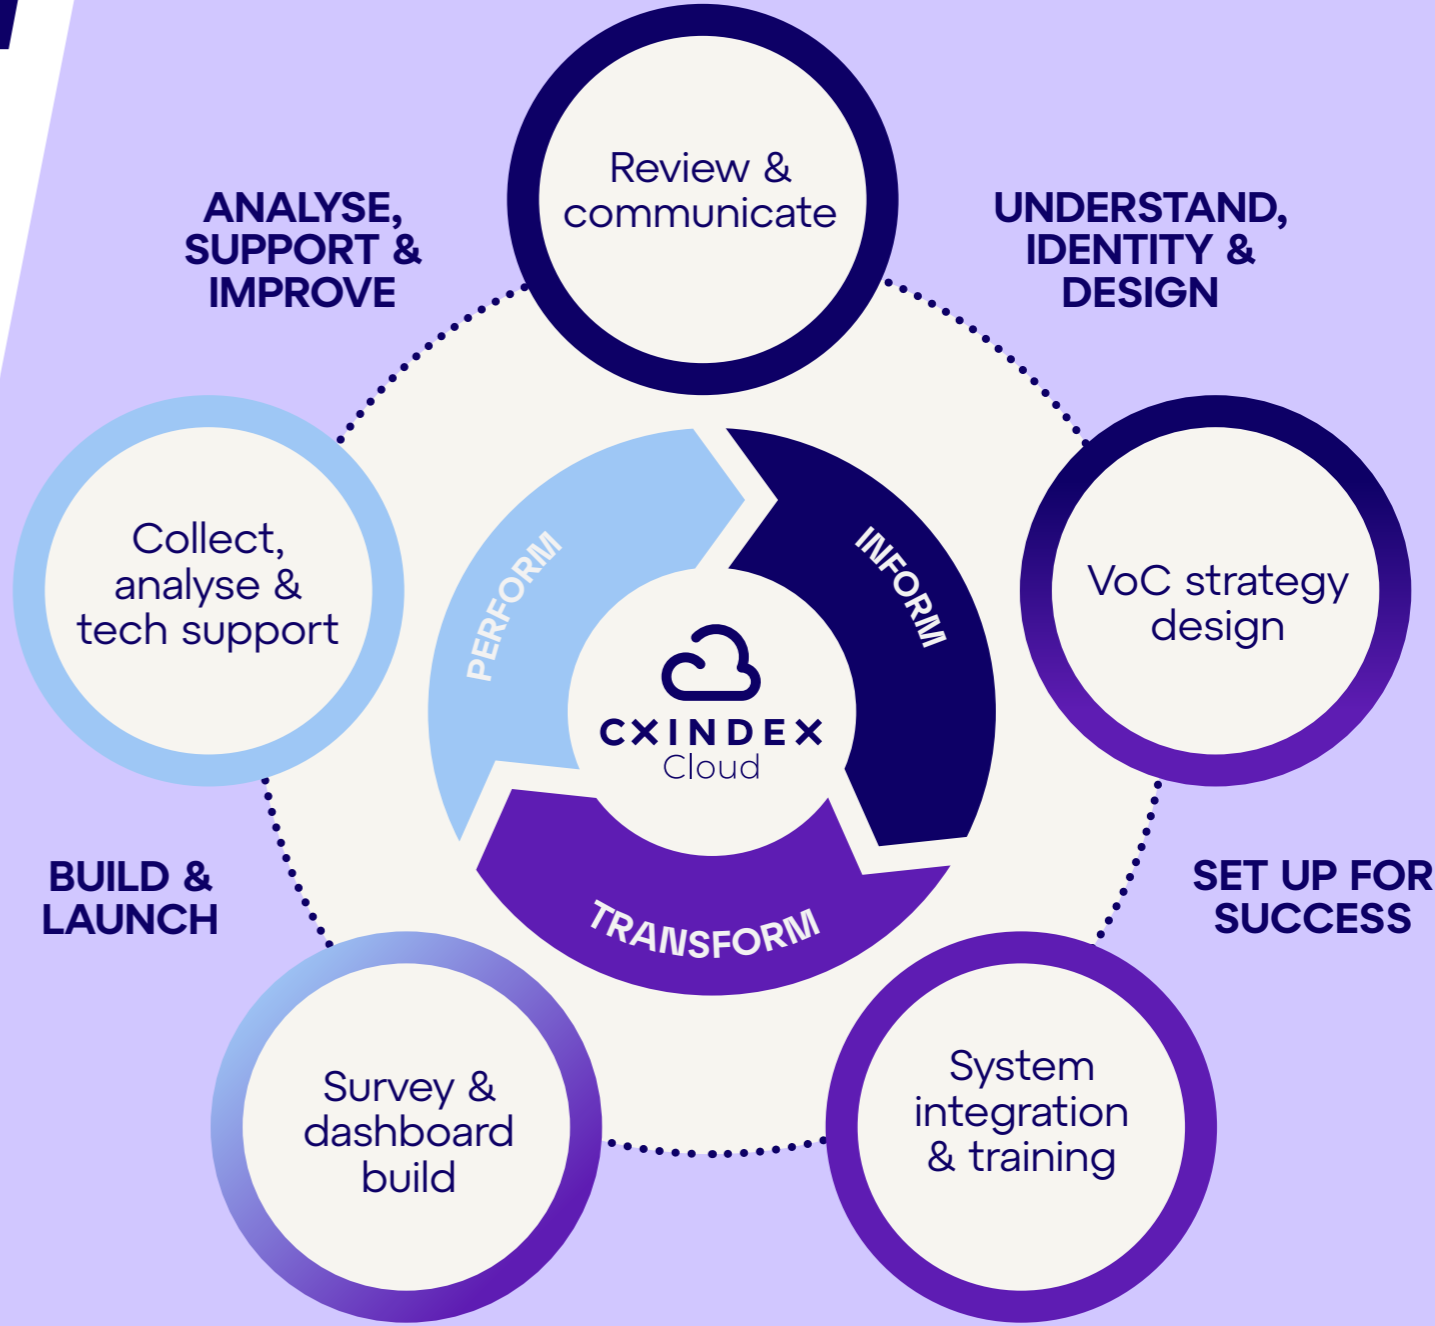 Review &
communicate
ANALYSE,
SUPPORT &
IMPROVE
UNDERSTAND,
IDENTITY &
DESIGN
Collect,
analyse &
tech support
PERFORM
INFORM
VoC strategy
design
CXINDEX
Cloud
BUILD &
LAUNCH
SET UP FOR
SUCCESS
TRANSFORM
Survey &
dashboard
build
System
integration
& training